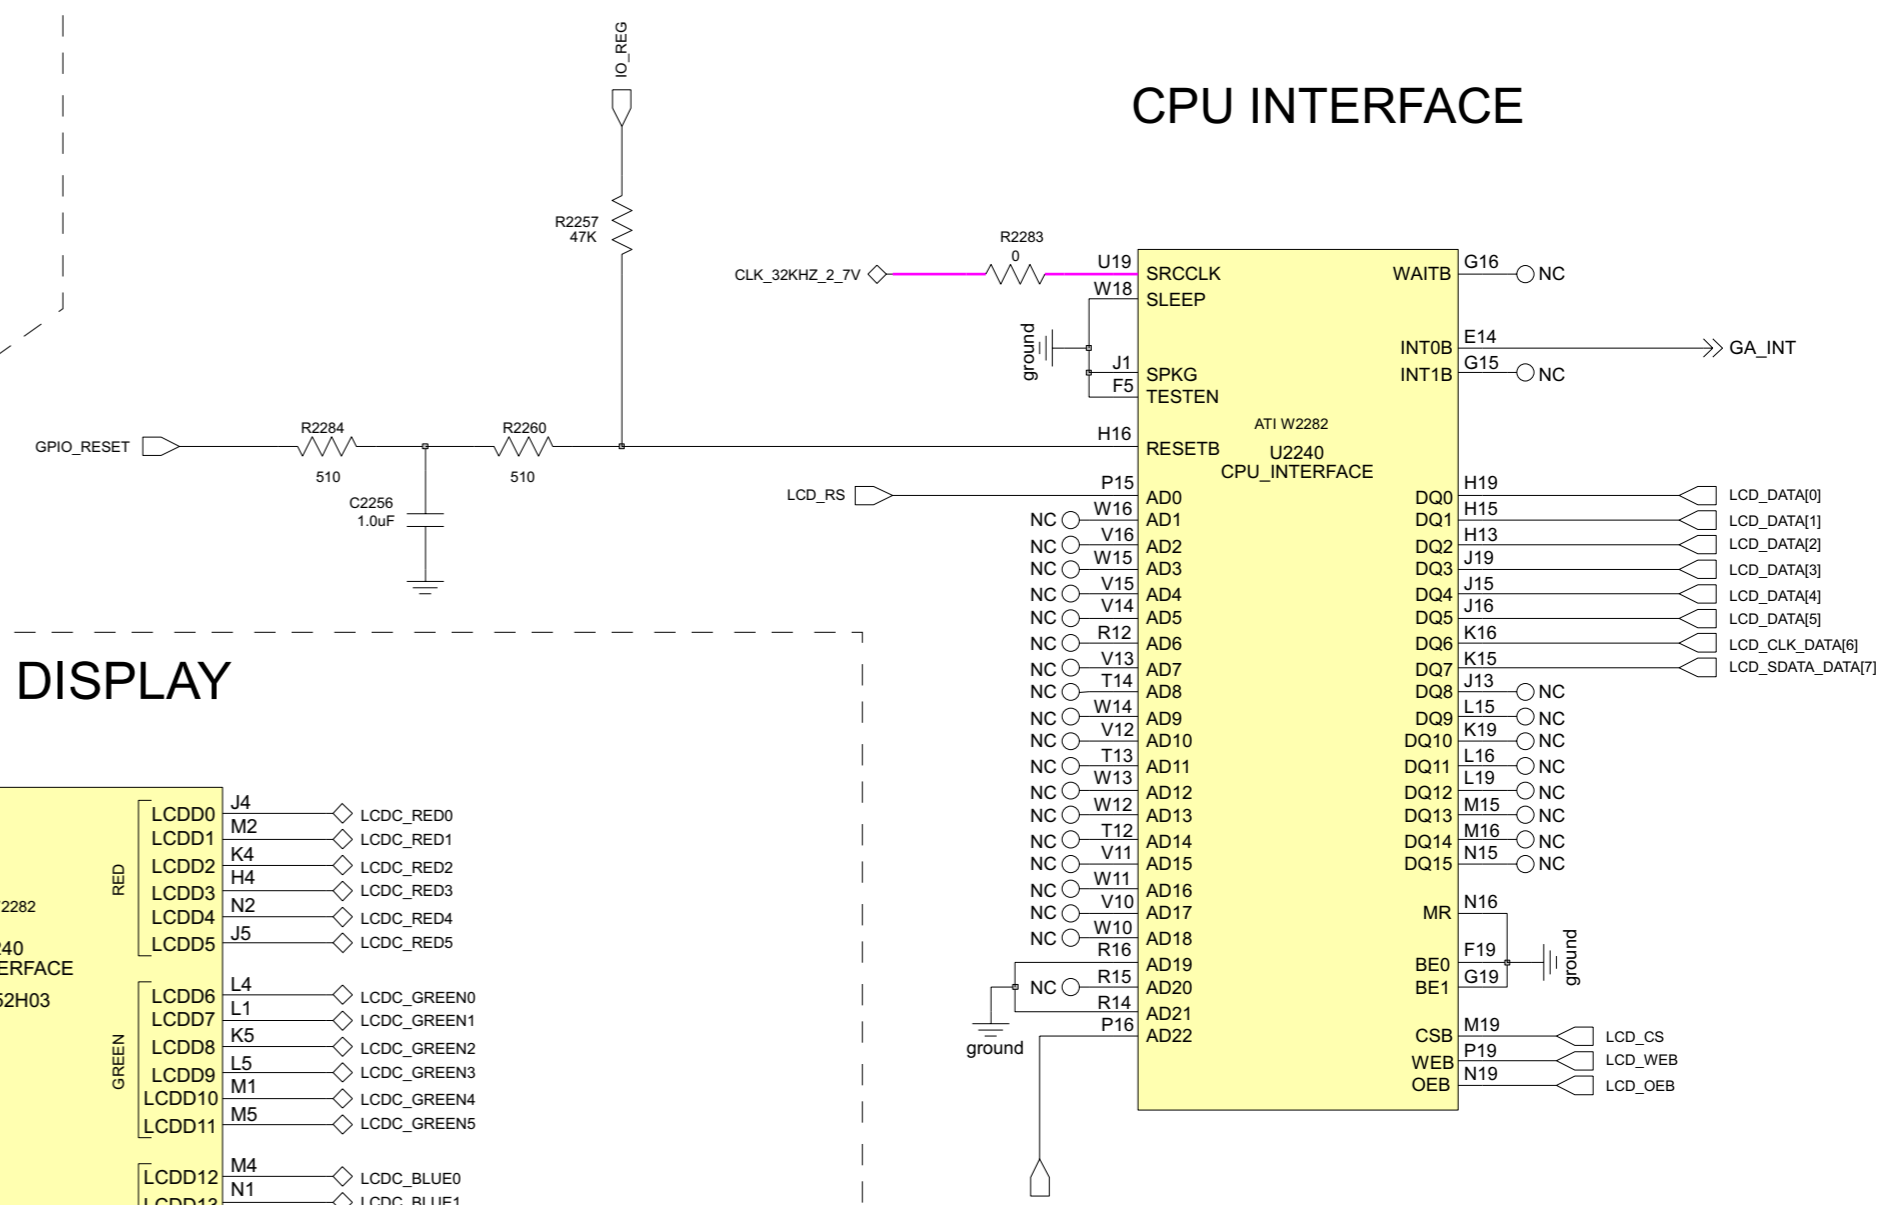 IO_REG
CPU INTERFACE
R2257
47K
R2283
0
CLK_32KHZ_2_7V
U19
SRCCLK
W18
SLEEP
ground
J1
SPKG
F5
TESTEN
GPIO_RESET
R2284
510
R2260
510
C2256
1.0uF
H16
RESETB
ATI W2282
U2240
CPU_INTERFACE
LCD_RS
P15
AD0
NC W16 AD1
NC V16 AD2
NC W15 AD3
NC V15 AD4
NC V14 AD5
NC R12 AD6
NC V13 AD7
NC T14 AD8
NC W14 AD9
NC V12 AD10
NC T13 AD11
NC W13 AD12
NC W12 AD13
NC T12 AD14
NC V11 AD15
NC W11 AD16
NC V10 AD17
NC W10 AD18
R16 AD19
NC R15 AD20
R14 AD21
P16 AD22
ground
WAITB G16 NC
INT0B E14 GA_INT
INT1B G15 NC
DQ0 H19 LCD_DATA[0]
DQ1 H15 LCD_DATA[1]
DQ2 H13 LCD_DATA[2]
DQ3 J19 LCD_DATA[3]
DQ4 J15 LCD_DATA[4]
DQ5 J16 LCD_DATA[5]
DQ6 K16 LCD_CLK_DATA[6]
DQ7 K15 LCD_SDATA_DATA[7]
DQ8 J13 NC
DQ9 L15 NC
DQ10 K19 NC
DQ11 L16 NC
DQ12 L19 NC
DQ13 M15 NC
DQ14 M16 NC
DQ15 N15 NC
MR N16
BE0 F19
BE1 G19
ground
CSB M19 LCD_CS
WEB P19 LCD_WEB
OEB N19 LCD_OEB
DISPLAY
2282
40
ERFACE
52H03
RED
LCDD0 J4 LCDC_RED0
LCDD1 M2 LCDC_RED1
LCDD2 K4 LCDC_RED2
LCDD3 H4 LCDC_RED3
LCDD4 N2 LCDC_RED4
LCDD5 J5 LCDC_RED5
GREEN
LCDD6 L4 LCDC_GREEN0
LCDD7 L1 LCDC_GREEN1
LCDD8 K5 LCDC_GREEN2
LCDD9 L5 LCDC_GREEN3
LCDD10 M1 LCDC_GREEN4
LCDD11 M5 LCDC_GREEN5
LCDD12 M4 LCDC_BLUE0
LCDD13 N1 LCDC_BLUE1